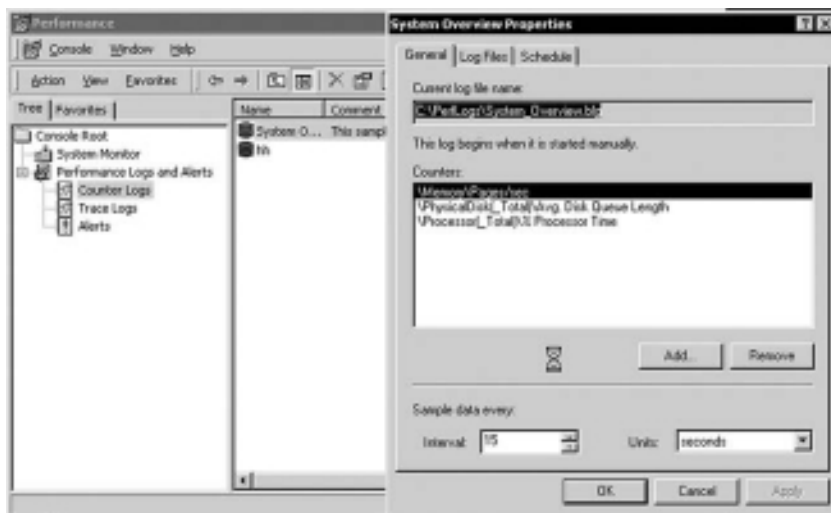 Performance
Console Window Help
Action View Favorites
Tree Favorites
Console Root
System Monitor
Performance Logs and Alerts
Counter Logs
Trace Logs
Alerts
Name Comment
System O... This sampl
hh
System Overview Properties
General Log Files Schedule
Current log file name:
C:\PerfLogs\System_Overview.blg
This log begins when it is started manually.
Counters:
\Memory\Pages/sec
\PhysicalDisk(_Total)\Avg. Disk Queue Length
\Processor(_Total)\% Processor Time
Add... Remove
Sample data every:
Interval: 15 Units: seconds
OK Cancel Apply